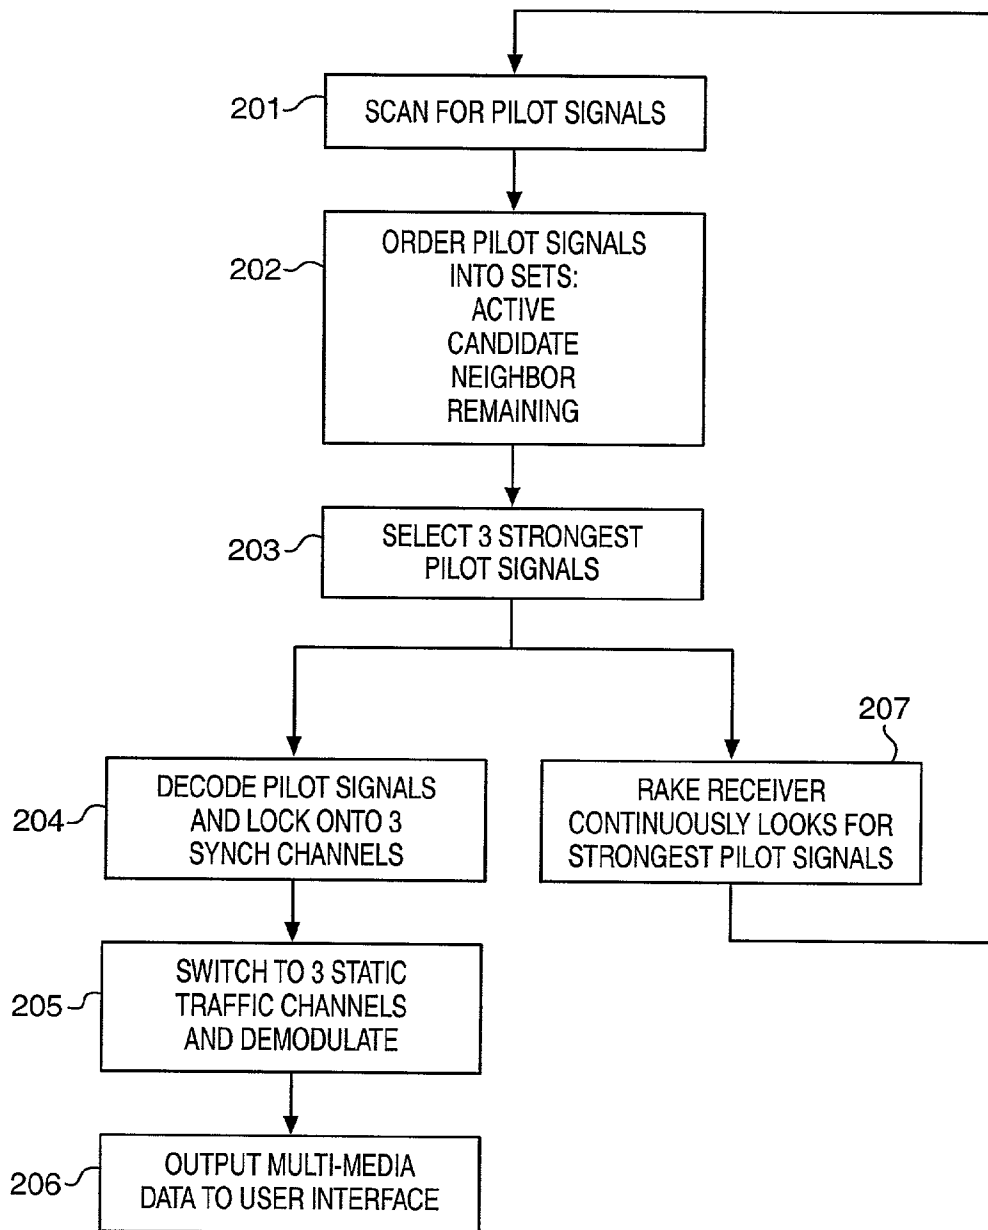 201
SCAN FOR PILOT SIGNALS
202
ORDER PILOT SIGNALS
INTO SETS:
ACTIVE
CANDIDATE
NEIGHBOR
REMAINING
203
SELECT 3 STRONGEST
PILOT SIGNALS
204
DECODE PILOT SIGNALS
AND LOCK ONTO 3
SYNCH CHANNELS
207
RAKE RECEIVER
CONTINUOUSLY LOOKS FOR
STRONGEST PILOT SIGNALS
205
SWITCH TO 3 STATIC
TRAFFIC CHANNELS
AND DEMODULATE
206
OUTPUT MULTI-MEDIA
DATA TO USER INTERFACE